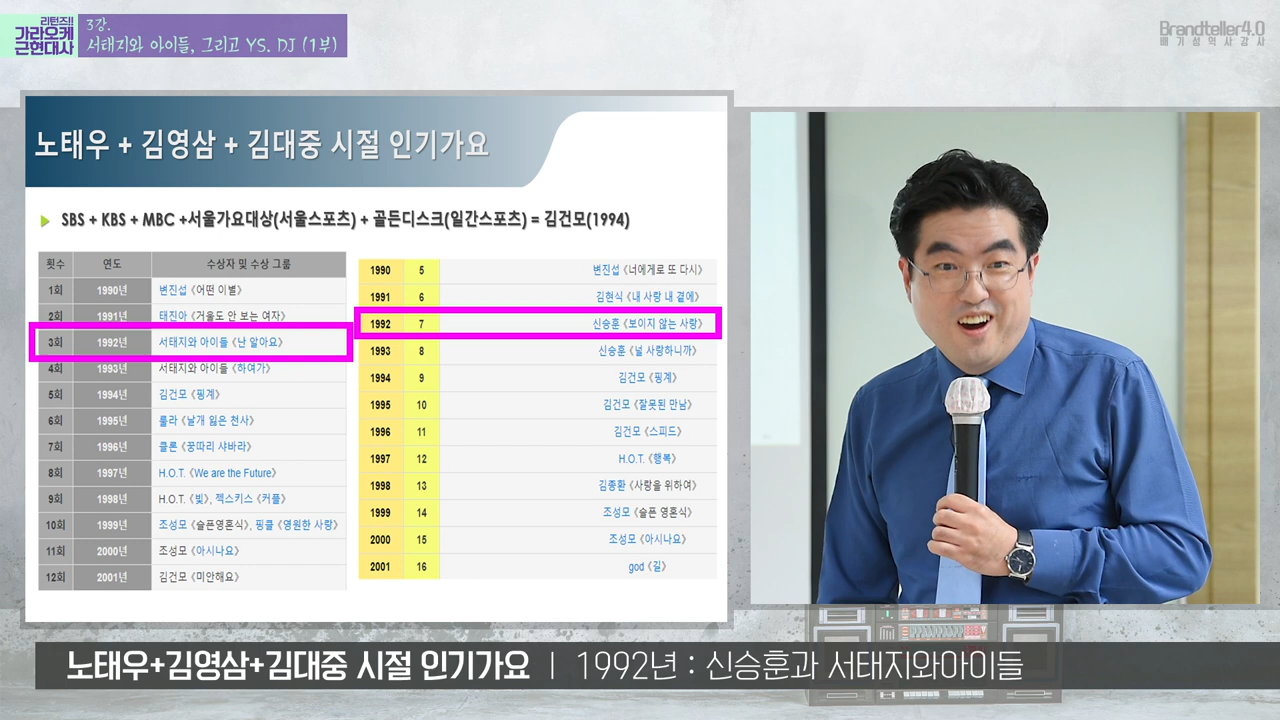 리턴즈!!
가라오케
근현대사
3강.
서태지와 아이들, 그리고 YS. DJ (1부)
Brandteller4.0
배기성역사강사
노태우 + 김영삼 + 김대중 시절 인기가요
SBS + KBS + MBC +서울가요대상(서울스포츠) + 골든디스크(일간스포츠) = 김건모(1994)
횟수 연도 수상자 및 수상 그룹
1회 1990년 변진섭 《어떤 이별》
2회 1991년 태진아 《거울도 안 보는 여자》
3회 1992년 서태지와 아이들 《난 알아요》
4회 1993년 서태지와 아이들 《하여가》
5회 1994년 김건모 《핑계》
6회 1995년 룰라 《날개 잃은 천사》
7회 1996년 클론 《꿍따리 샤바라》
8회 1997년 H.O.T. 《We are the Future》
9회 1998년 H.O.T. 《빛》, 젝스키스 《커플》
10회 1999년 조성모 《슬픈영혼식》, 핑클 《영원한 사랑》
11회 2000년 조성모 《아시나요》
12회 2001년 김건모 《미안해요》
1990 5 변진섭 《너에게로 또 다시》
1991 6 김현식 《내 사랑 내 곁에》
1992 7 신승훈 《보이지 않는 사랑》
1993 8 신승훈 《널 사랑하니까》
1994 9 김건모 《핑계》
1995 10 김건모 《잘못된 만남》
1996 11 김건모 《스피드》
1997 12 H.O.T. 《행복》
1998 13 김종환 《사랑을 위하여》
1999 14 조성모 《슬픈 영혼식》
2000 15 조성모 《아시나요》
2001 16 god 《길》
노태우+김영삼+김대중 시절 인기가요 | 1992년 : 신승훈과 서태지와아이들